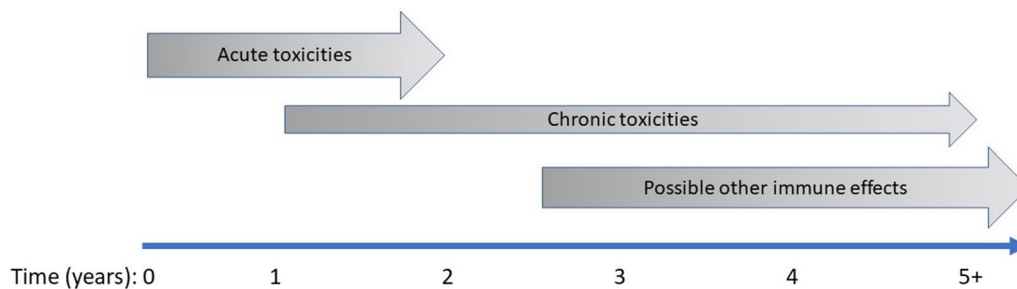 Acute toxicities
Chronic toxicities
Possible other immune effects
Time (years): 0 1 2 3 4 5+